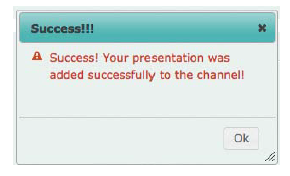 Success!!!
Success! Your presentation was
added successfully to the channel!
Ok